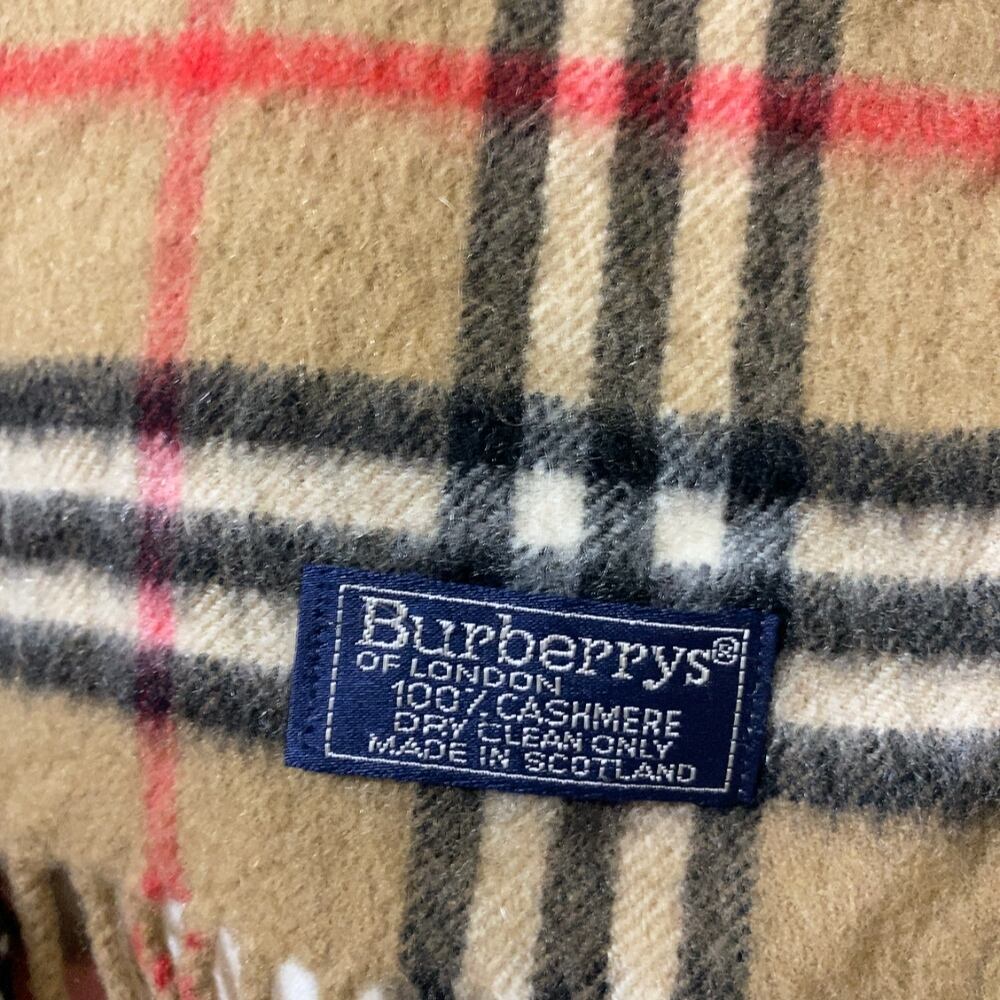 Burberrys®
OF LONDON
100% CASHMERE
DRY CLEAN ONLY
MADE IN SCOTLAND